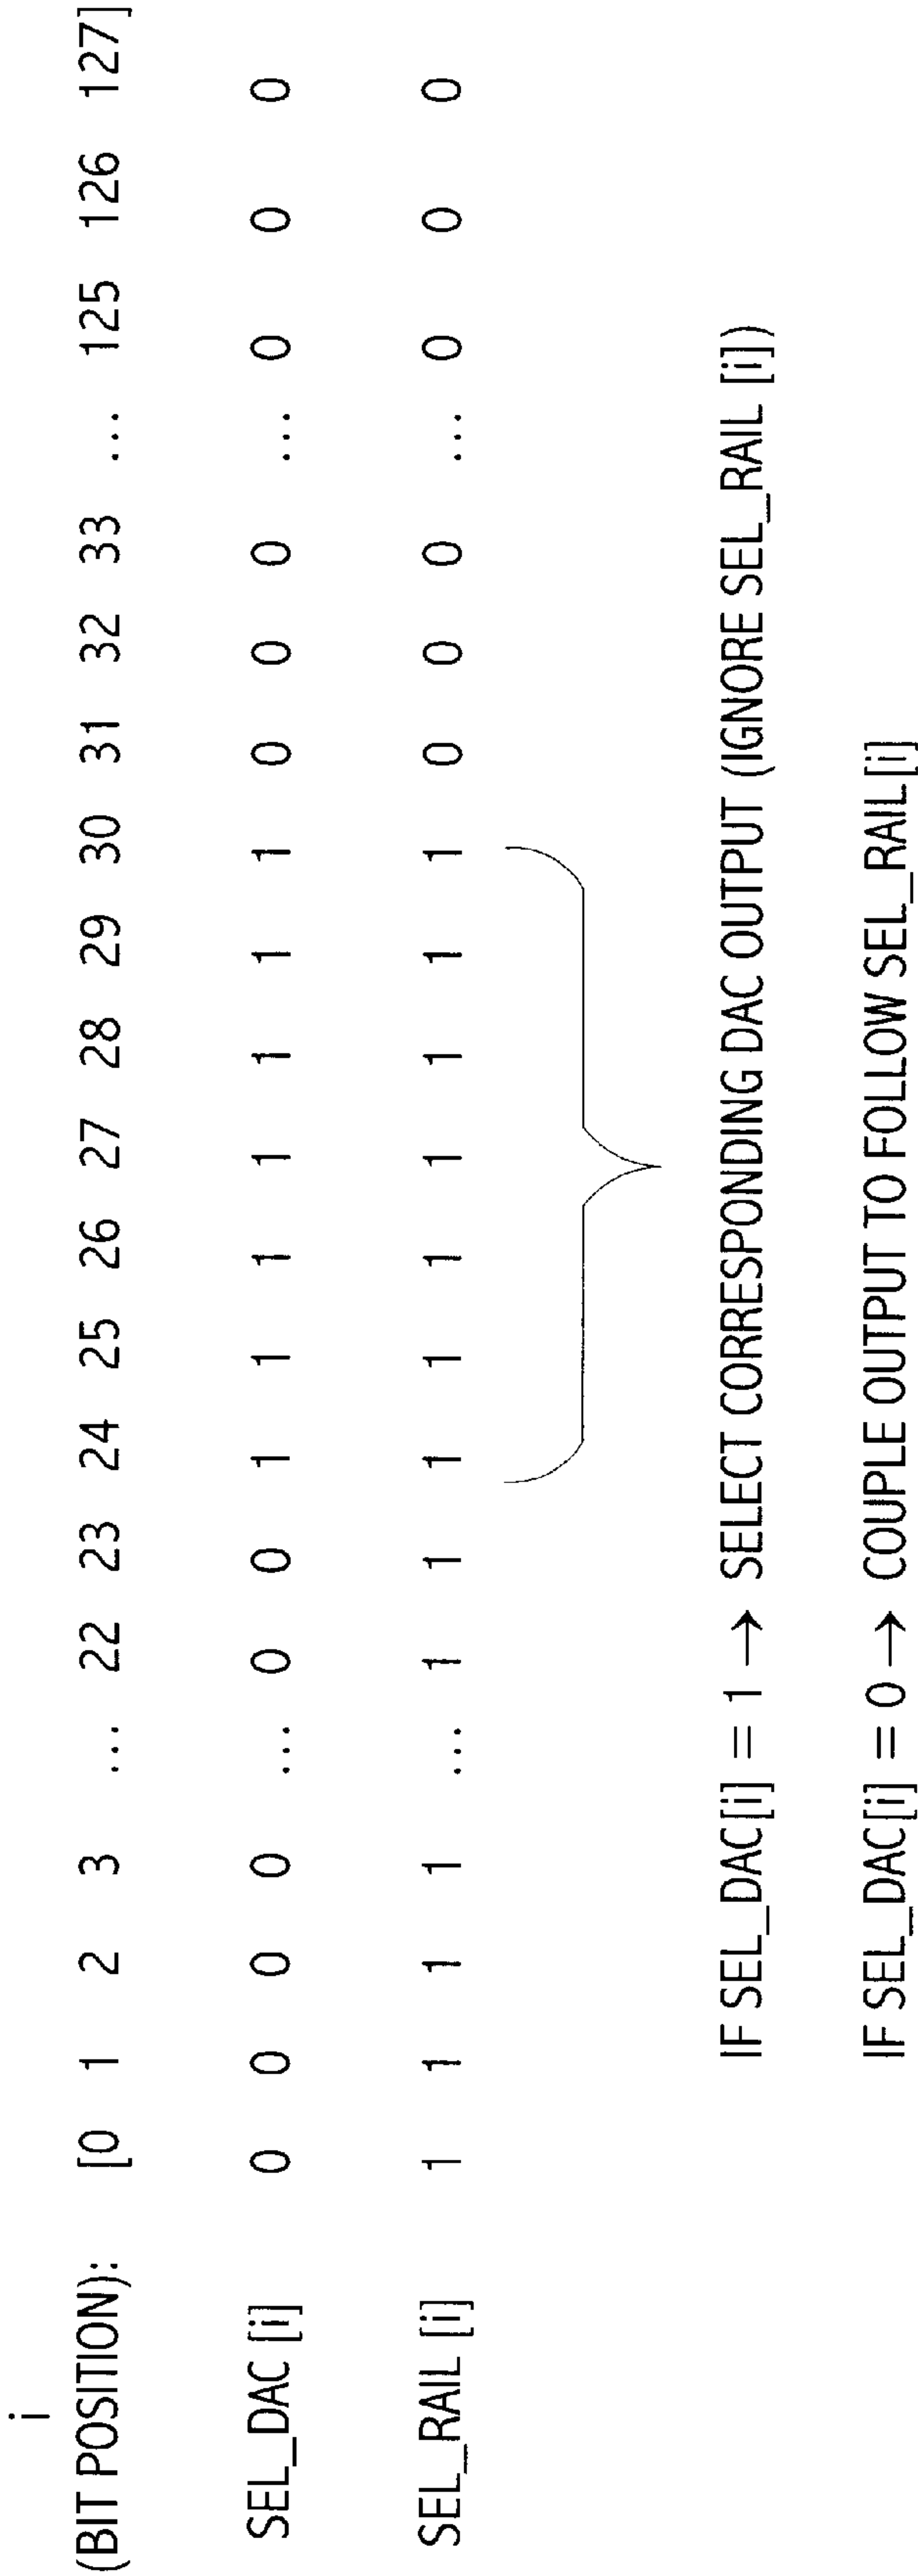 i
(BIT POSITION): [0 1 2 3 ... 22 23 24 25 26 27 28 29 30 31 32 33 ... 125 126 127]
SEL_DAC [i] 0 0 0 0 ... 0 0 1 1 1 1 1 1 1 0 0 0 ... 0 0 0
SEL_RAIL [i] 1 1 1 1 ... 1 1 1 1 1 1 1 1 1 0 0 0 ... 0 0 0
IF SEL_DAC[i] = 1 → SELECT CORRESPONDING DAC OUTPUT (IGNORE SEL_RAIL [i])
IF SEL_DAC[i] = 0 → COUPLE OUTPUT TO FOLLOW SEL_RAIL[i]